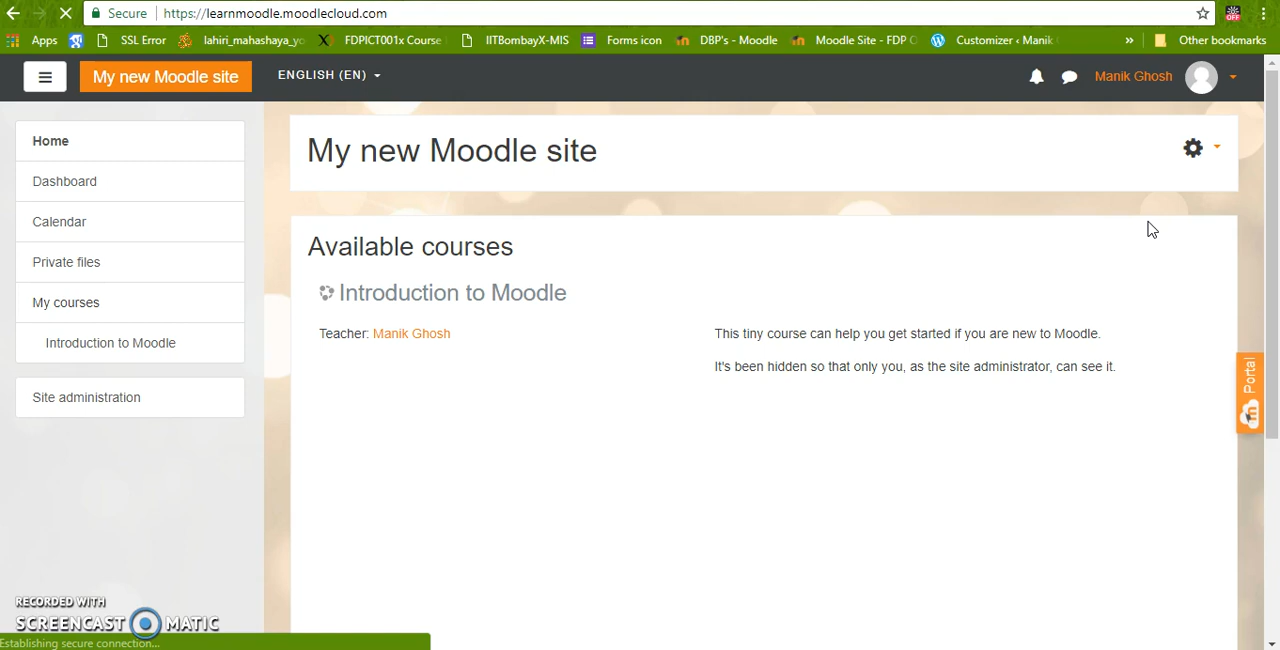 Secure https://learnmoodle.moodlecloud.com
OFF
Apps SSL Error lahiri_mahashaya_yo FDPICT001x Course IITBombayX-MIS Forms icon DBP's - Moodle Moodle Site - FDP Customizer ‹ Manik » Other bookmarks
My new Moodle site ENGLISH (EN) Manik Ghosh
Home
Dashboard
Calendar
Private files
My courses
Introduction to Moodle
Site administration
My new Moodle site
Available courses
Introduction to Moodle
Teacher: Manik Ghosh
This tiny course can help you get started if you are new to Moodle.
It's been hidden so that only you, as the site administrator, can see it.
Portal
RECORDED WITH
SCREENCAST MATIC
Establishing secure connection...